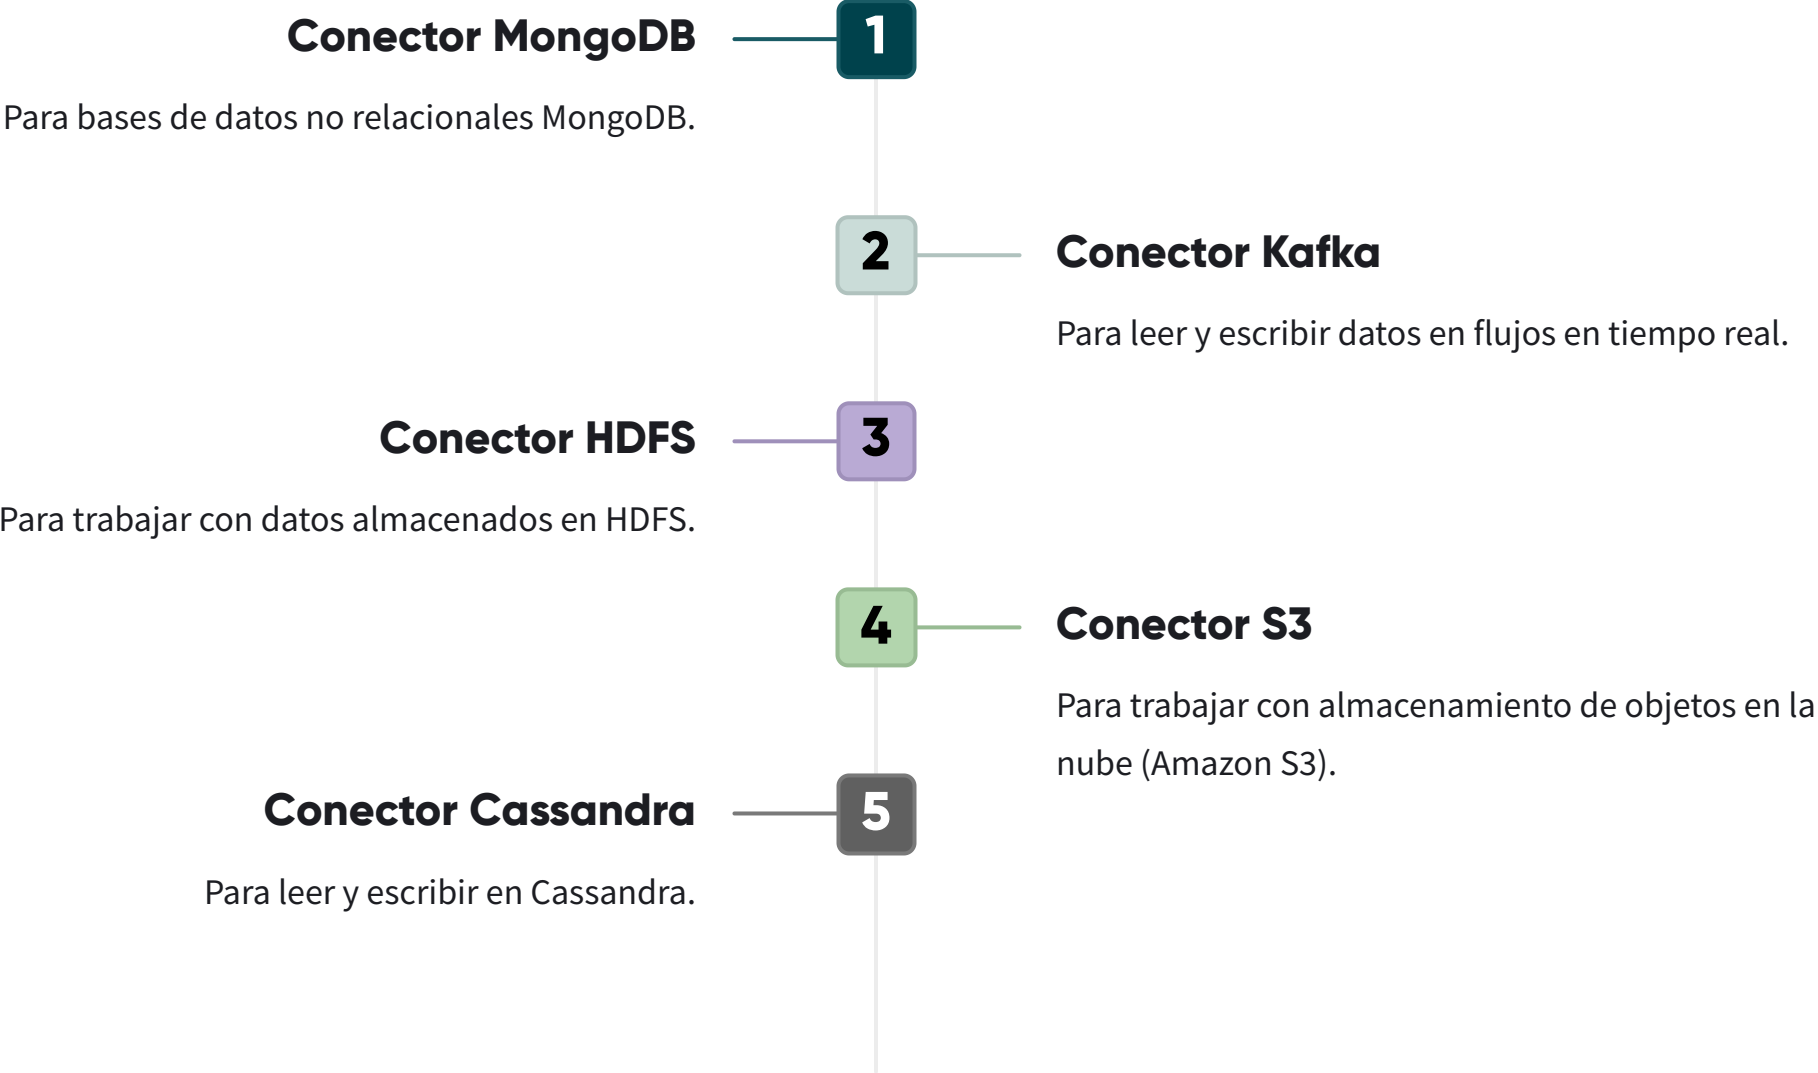 Conector MongoDB
1
Para bases de datos no relacionales MongoDB.
2
Conector Kafka
Para leer y escribir datos en flujos en tiempo real.
Conector HDFS
3
Para trabajar con datos almacenados en HDFS.
4
Conector S3
Para trabajar con almacenamiento de objetos en la
nube (Amazon S3).
Conector Cassandra
5
Para leer y escribir en Cassandra.